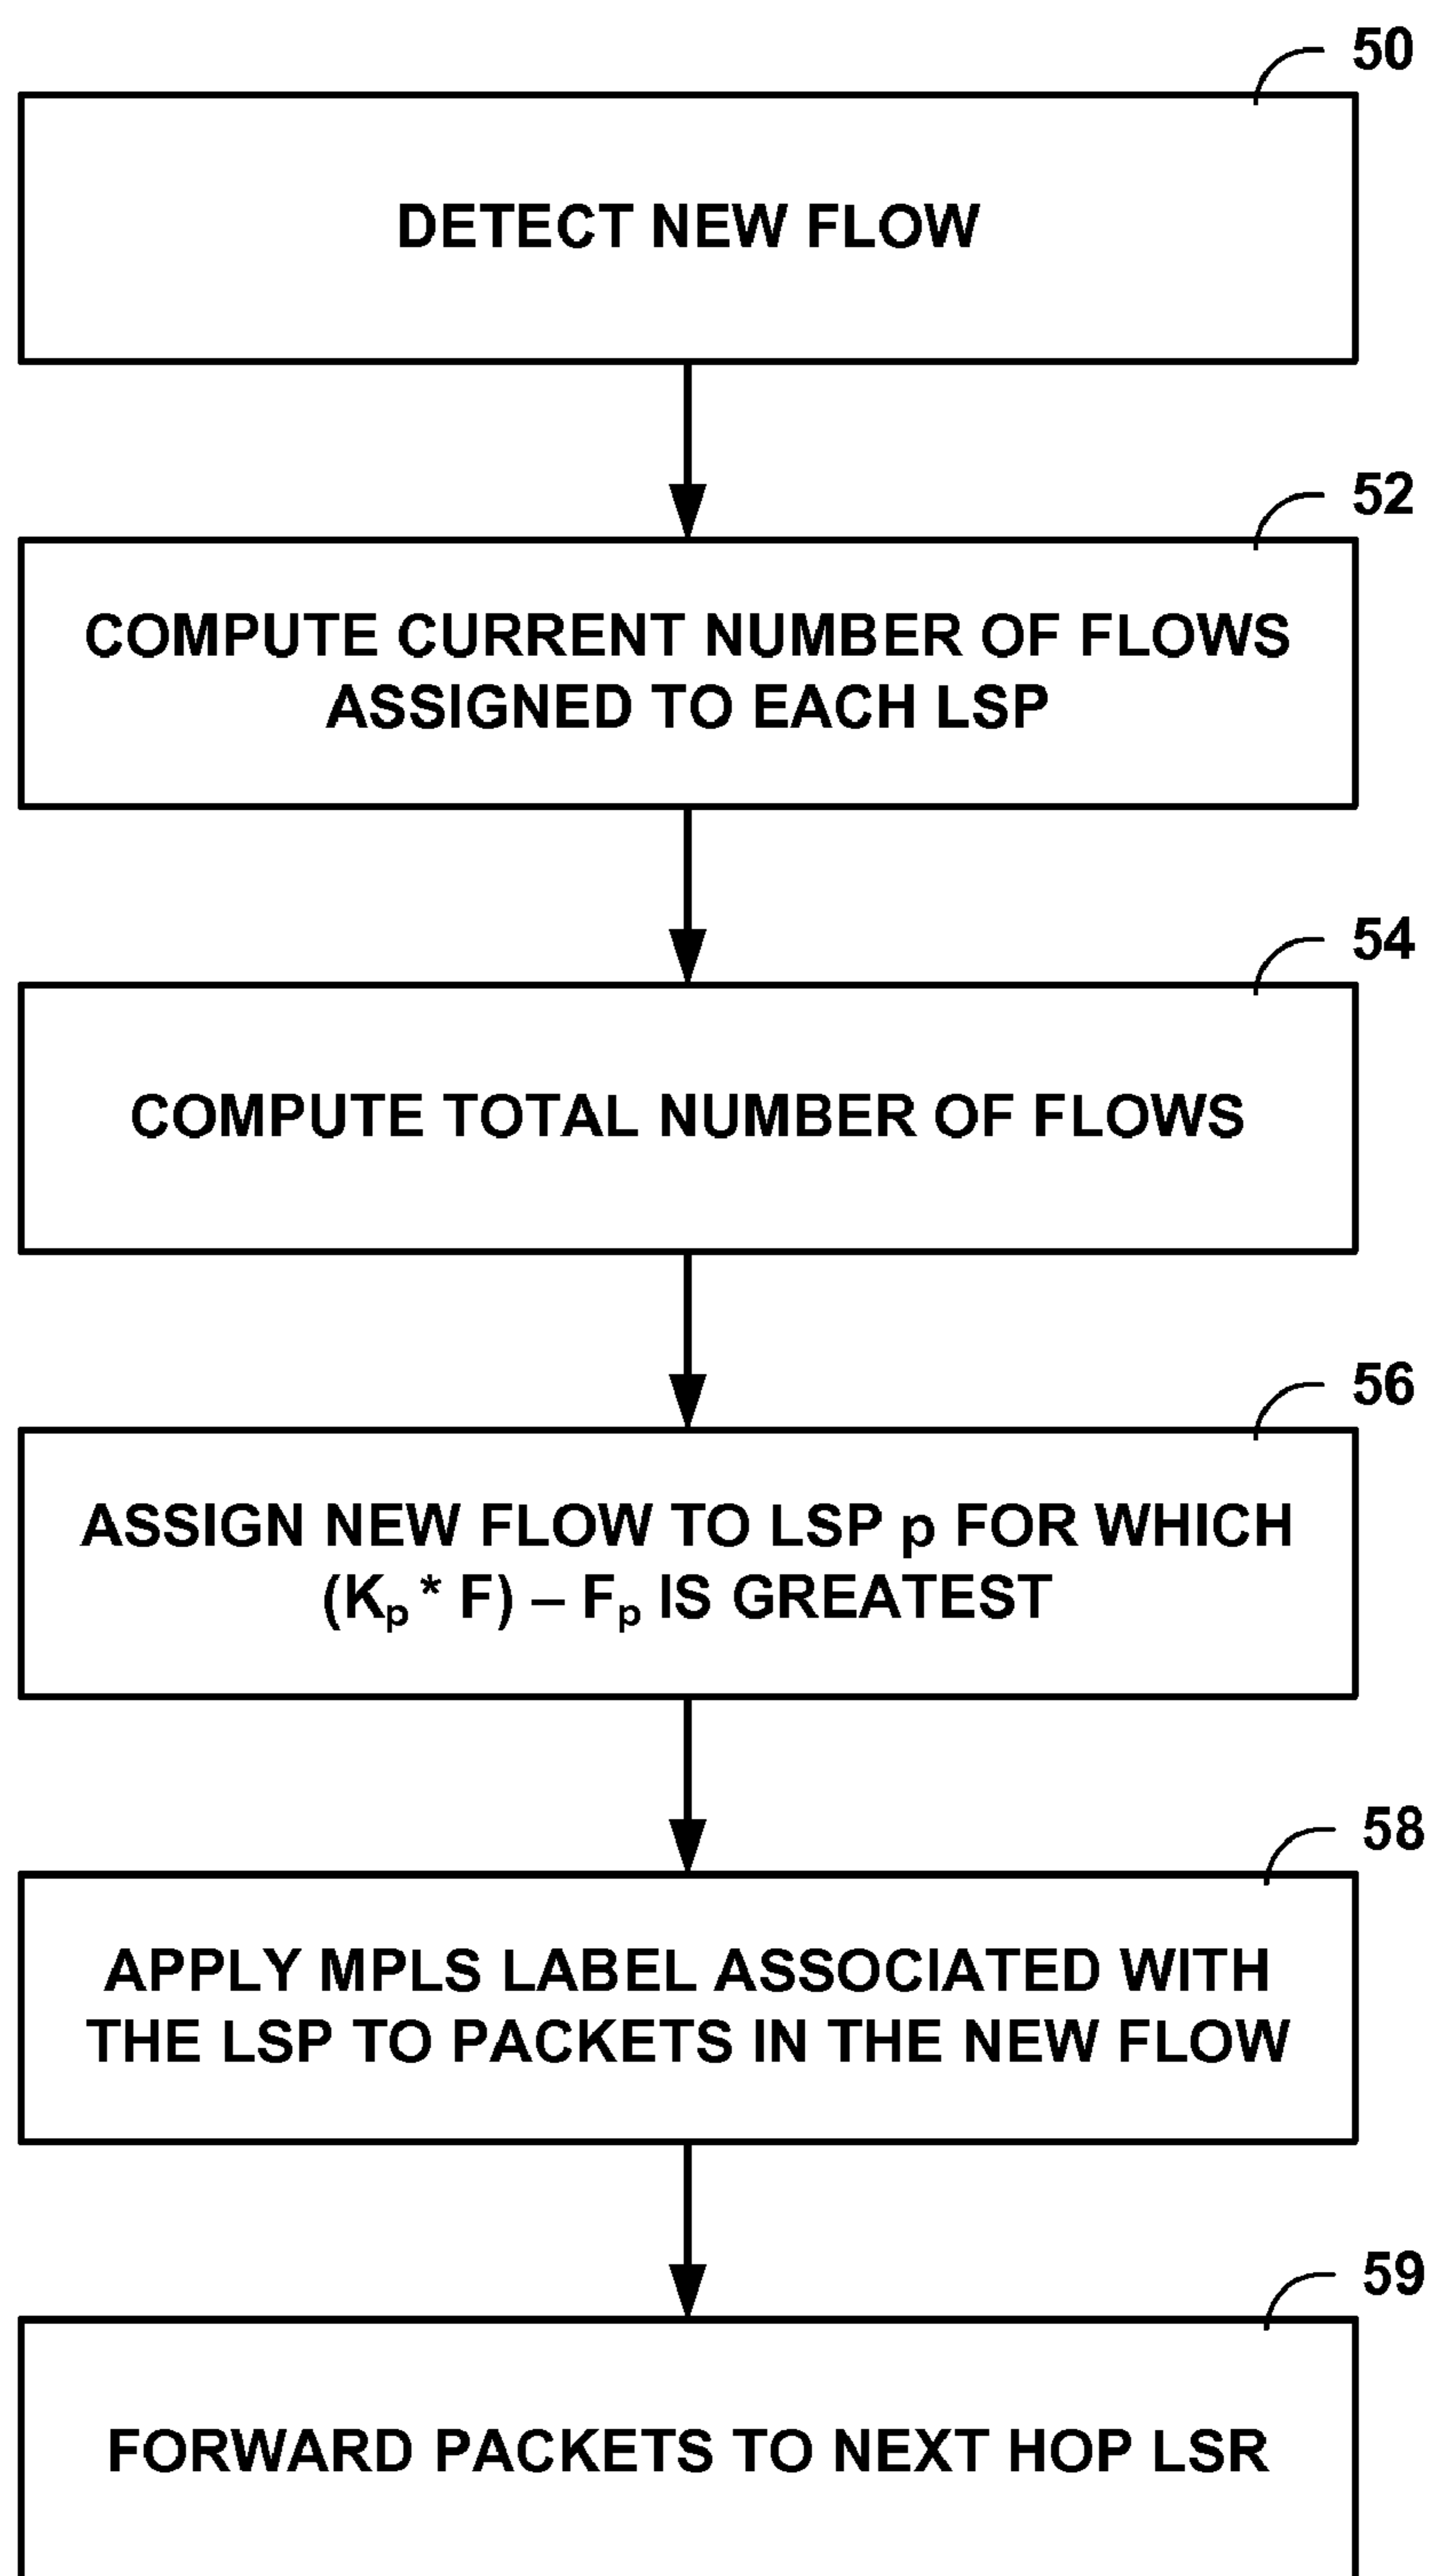 50
DETECT NEW FLOW
52
COMPUTE CURRENT NUMBER OF FLOWS
ASSIGNED TO EACH LSP
54
COMPUTE TOTAL NUMBER OF FLOWS
56
ASSIGN NEW FLOW TO LSP p FOR WHICH
(Kp * F) – Fp IS GREATEST
58
APPLY MPLS LABEL ASSOCIATED WITH
THE LSP TO PACKETS IN THE NEW FLOW
59
FORWARD PACKETS TO NEXT HOP LSR